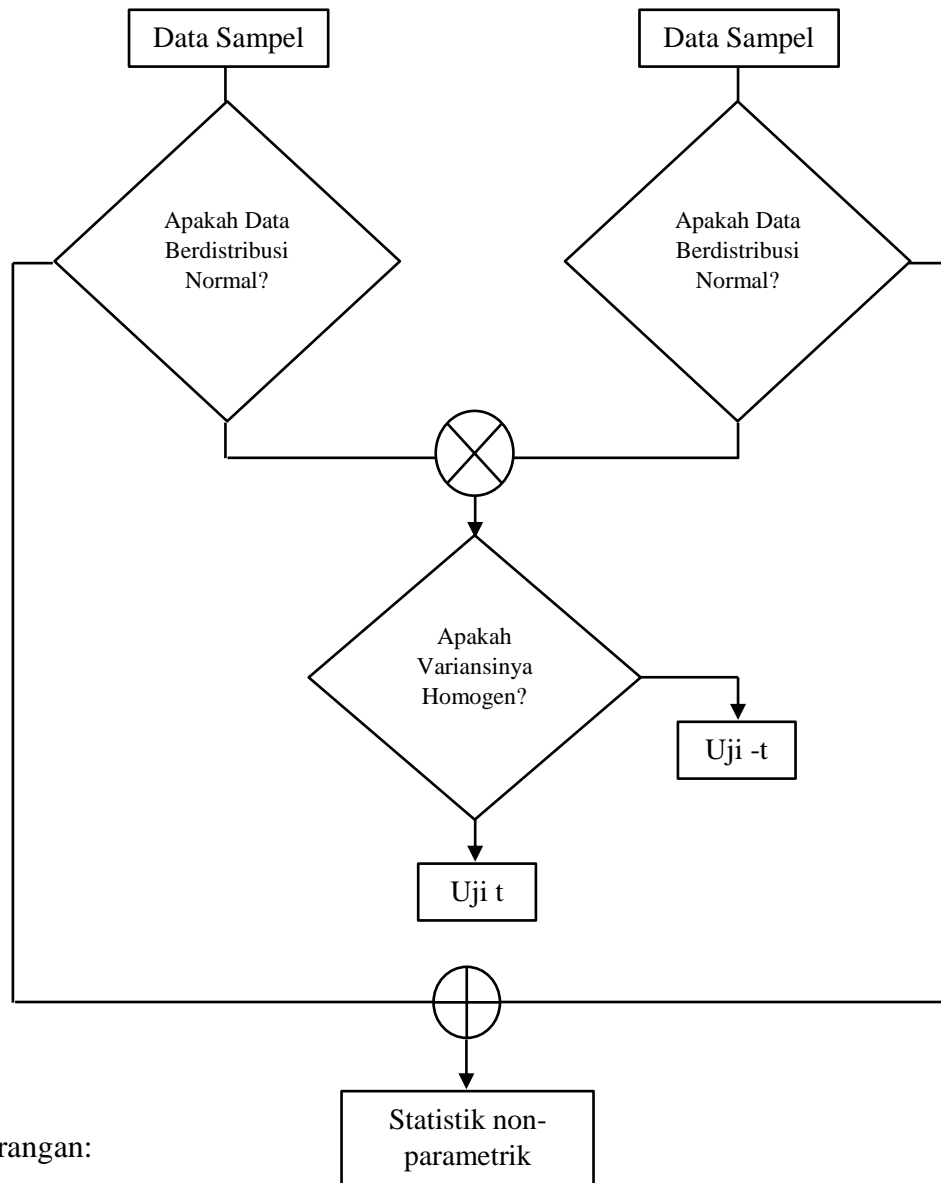 Data Sampel
Data Sampel
Apakah Data
Berdistribusi
Normal?
Apakah Data
Berdistribusi
Normal?
Apakah
Variansinya
Homogen?
Uji -t
Uji t
Statistik non-
parametrik
rangan: